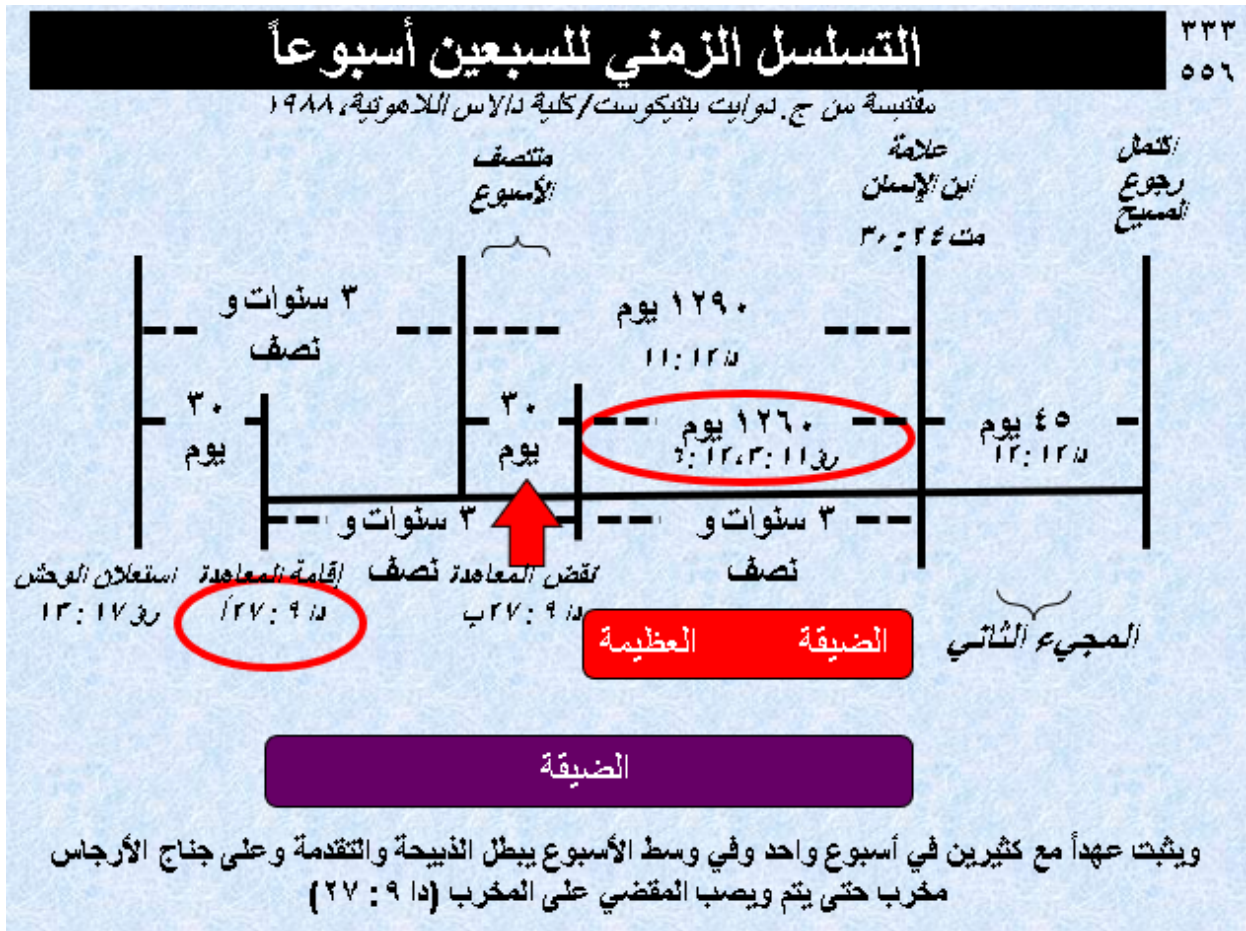 التسلسل الزمني للسبعين أسبوعاً
٣٣٣
٥٥٦
مقتبسة من ج. دوايت بنتيكوست/كلية دالاس اللاهوتية، ١٩٨٨
اكتمال
رجوع
المسيح
علامة
ابن الإنسان
مت ٢٤: ٣٠
منتصف
الأسبوع
٣ سنوات و
نصف
١٢٩٠ يوم
دا ١٢: ١١
٣٠
يوم
٣٠
يوم
١٢٦٠ يوم
رؤ ١١: ٣، ١٢: ٦
٤٥ يوم
دا ١٢: ١٢
٣ سنوات و
نصف
٣ سنوات و
نصف
استعلان الوحش
رؤ ١٧: ١٣
إقامة المعاهدة
دا ٩: ٢٧أ
نقض المعاهدة
دا ٩: ٢٧ب
المجيء الثاني
الضيقة العظيمة
الضيقة
ويثبت عهداً مع كثيرين في أسبوع واحد وفي وسط الأسبوع يبطل الذبيحة والتقدمة وعلى جناح الأرجاس
مخرب حتى يتم ويصب المقضي على المخرب (دا ٩: ٢٧)